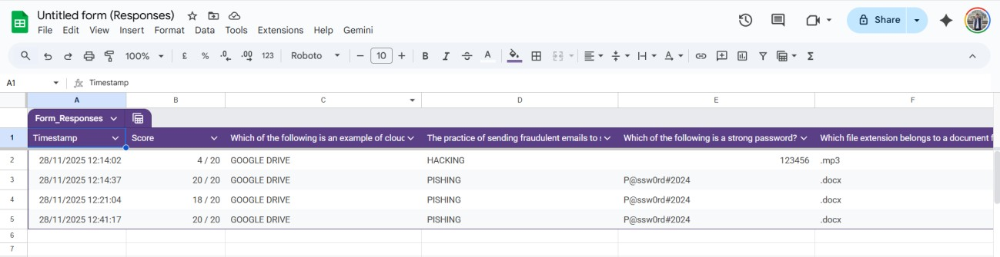 Untitled form (Responses)
File Edit View Insert Format Data Tools Extensions Help Gemini
Share
100% £ % .0 .00 123 Roboto 10 B I A
A1 fx Timestamp
A B C D E F
Form_Responses
1 Timestamp Score Which of the following is an example of clouc The practice of sending fraudulent emails to s Which of the following is a strong password? Which file extension belongs to a document f
2 28/11/2025 12:14:02 4 / 20 GOOGLE DRIVE HACKING 123456 .mp3
3 28/11/2025 12:14:37 20 / 20 GOOGLE DRIVE PISHING P@ssw0rd#2024 .docx
4 28/11/2025 12:21:04 18 / 20 GOOGLE DRIVE PISHING P@ssw0rd#2024 .docx
5 28/11/2025 12:41:17 20 / 20 GOOGLE DRIVE PISHING P@ssw0rd#2024 .docx
6
7